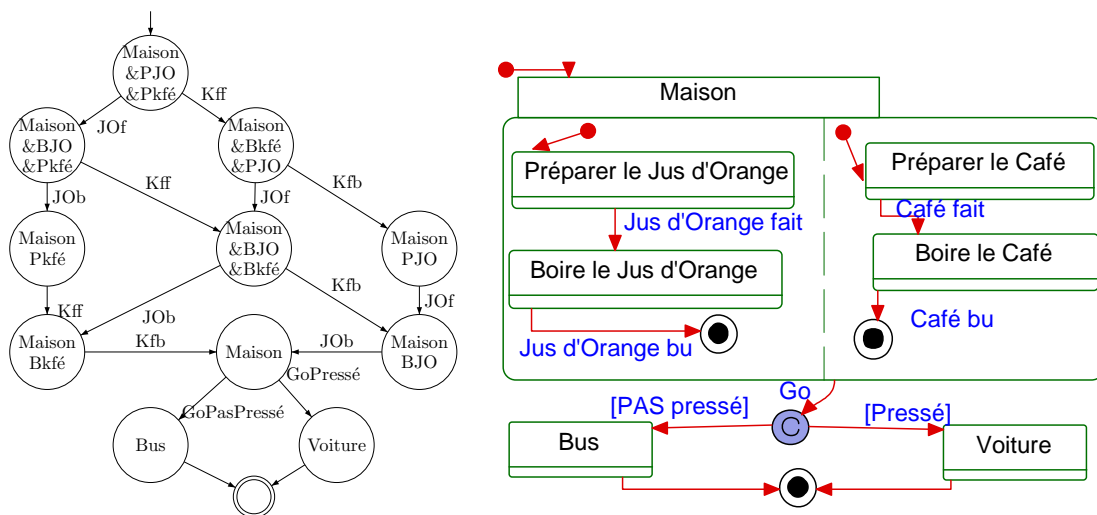 Maison
&PJO
&Pkfé
JOf
Kff
Maison
&BJO
&Pkfé
Maison
&Bkfé
&PJO
JOb
Kff
JOf
Kfb
Maison
Pkfé
Maison
&BJO
&Bkfé
Maison
PJO
Kff
JOb
Kfb
JOf
Maison
Bkfé
Kfb
Maison
JOb
Maison
BJO
GoPressé
GoPasPressé
Bus
Voiture
Maison
Préparer le Jus d'Orange
Jus d'Orange fait
Boire le Jus d'Orange
Jus d'Orange bu
Préparer le Café
Café fait
Boire le Café
Café bu
Go
[PAS pressé]
C
[Pressé]
Bus
Voiture